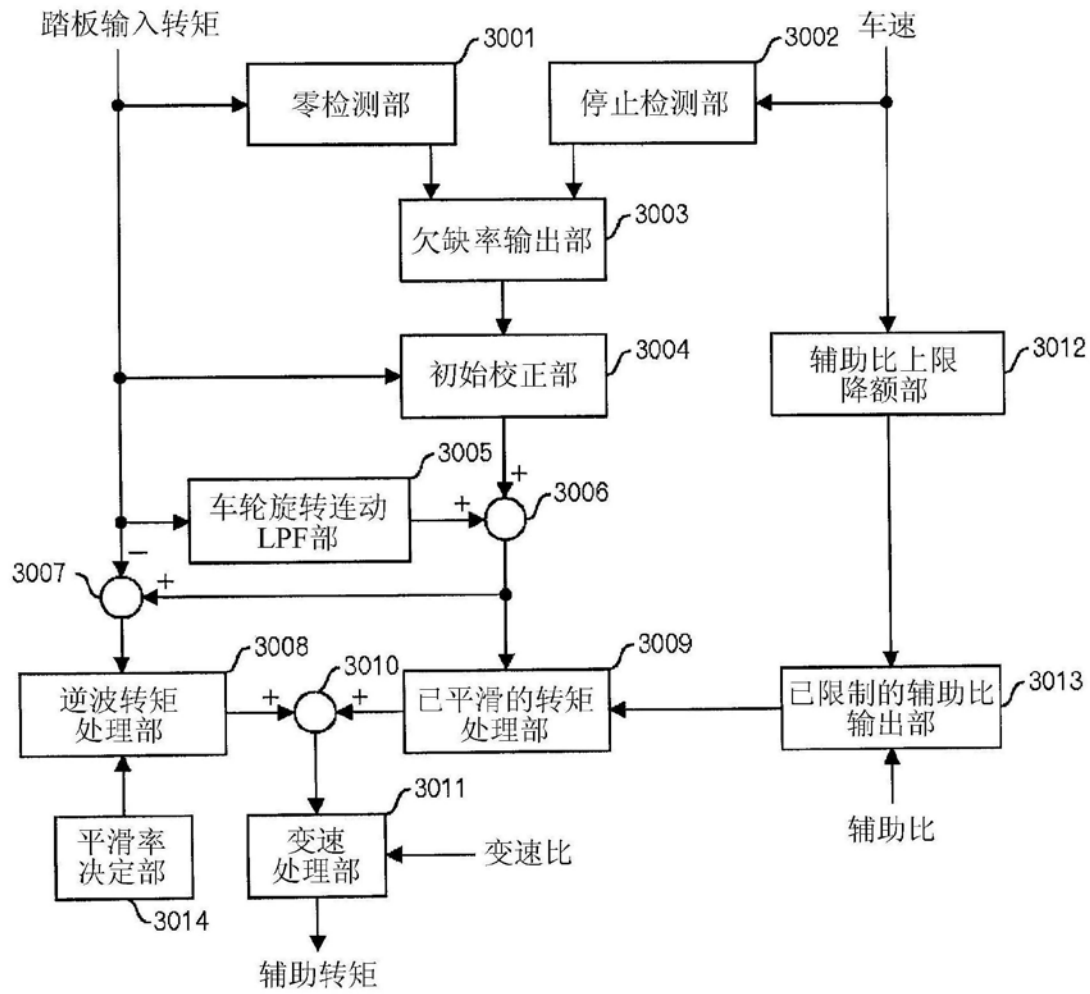 踏板输入转矩
车速
3001
3002
零检测部
停止检测部
3003
欠缺率输出部
3004
初始校正部
3012
辅助比上限
降额部
3005
+
车轮旋转连动
LPF部
+
3006
−
3007
+
3008
3010
3009
3013
逆波转矩
处理部
+
+
已平滑的转矩
处理部
已限制的辅助比
输出部
3011
平滑率
决定部
变速
处理部
变速比
辅助比
3014
辅助转矩